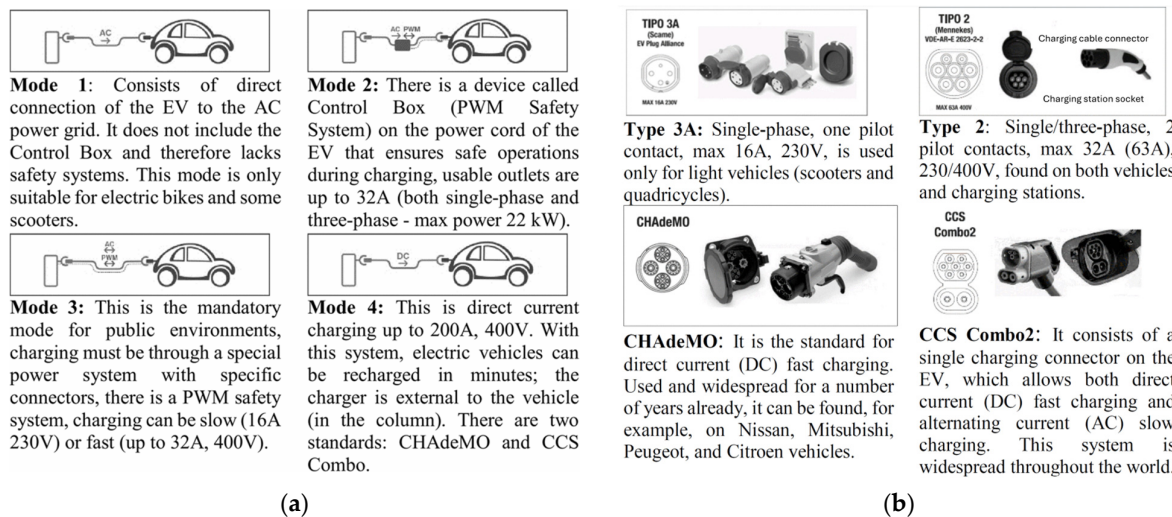 AC
Mode 1: Consists of direct
connection of the EV to the AC
power grid. It does not include the
Control Box and therefore lacks
safety systems. This mode is only
suitable for electric bikes and some
scooters.
AC PWM
Mode 2: There is a device called
Control Box (PWM Safety
System) on the power cord of the
EV that ensures safe operations
during charging, usable outlets are
up to 32A (both single-phase and
three-phase - max power 22 kW).
AC
PWM
Mode 3: This is the mandatory
mode for public environments,
charging must be through a special
power system with specific
connectors, there is a PWM safety
system, charging can be slow (16A
230V) or fast (up to 32A, 400V).
DC
Mode 4: This is direct current
charging up to 200A, 400V. With
this system, electric vehicles can
be recharged in minutes; the
charger is external to the vehicle
(in the column). There are two
standards: CHAdeMO and CCS
Combo.
(a)
TIPO 3A
(Scame)
EV Plug Alliance
MAX 16A 230V
Type 3A: Single-phase, one pilot
contact, max 16A, 230V, is used
only for light vehicles (scooters and
quadricycles).
TIPO 2
(Mennekes)
VDE-AR-E 2623-2-2
MAX 63A 400V
Charging cable connector
Charging station socket
Type 2: Single/three-phase, 2
pilot contacts, max 32A (63A),
230/400V, found on both vehicles
and charging stations.
CHAdeMO
CHAdeMO: It is the standard for
direct current (DC) fast charging.
Used and widespread for a number
of years already, it can be found, for
example, on Nissan, Mitsubishi,
Peugeot, and Citroen vehicles.
CCS
Combo2
CCS Combo2: It consists of a
single charging connector on the
EV, which allows both direct
current (DC) fast charging and
alternating current (AC) slow
charging. This system is
widespread throughout the world.
(b)